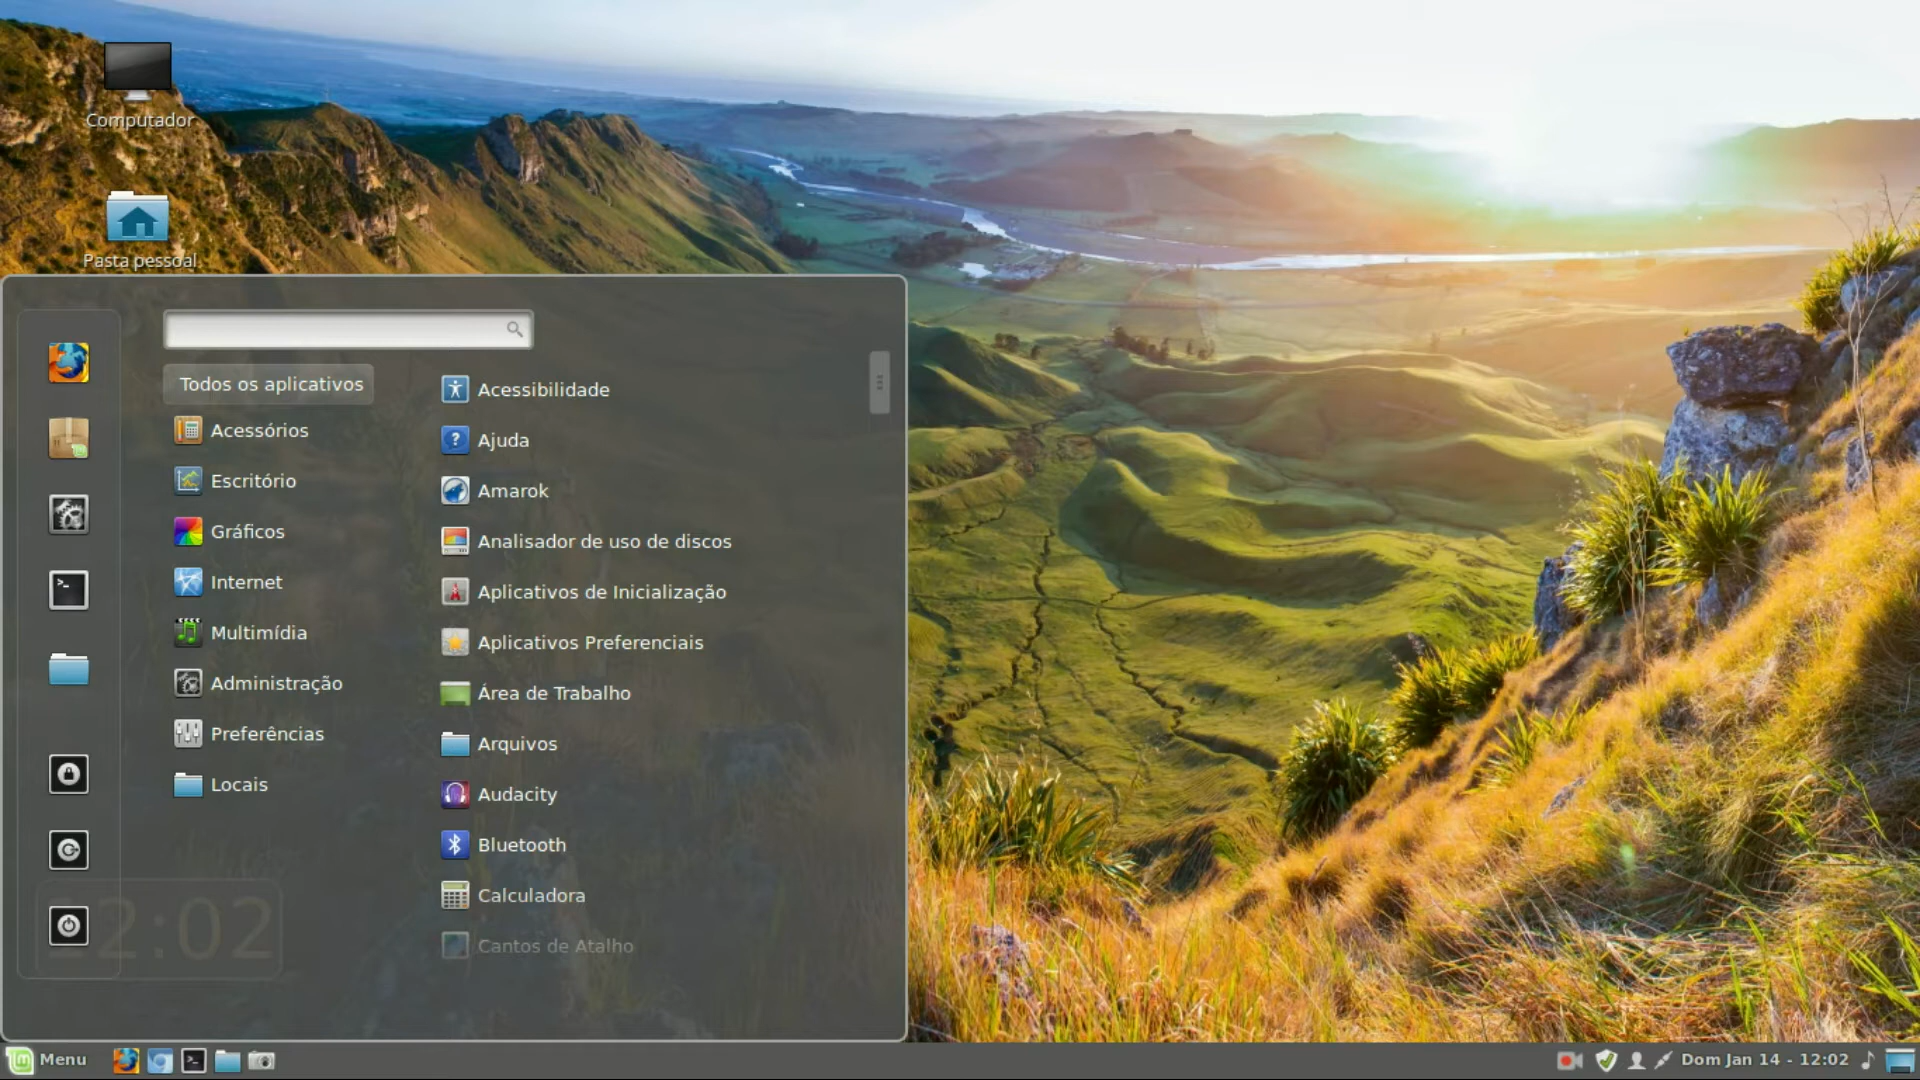 Computador
Pasta pessoal
Todos os aplicativos
Acessórios
Escritório
Gráficos
Internet
Multimídia
Administração
Preferências
Locais
Acessibilidade
Ajuda
Amarok
Analisador de uso de discos
Aplicativos de Inicialização
Aplicativos Preferenciais
Área de Trabalho
Arquivos
Audacity
Bluetooth
Calculadora
Cantos de Atalho
12:02
Menu
Dom Jan 14 - 12:02